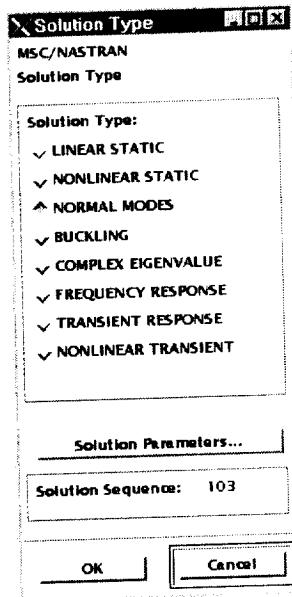 Solution Type
MSC/NASTRAN
Solution Type
Solution Type:
LINEAR STATIC
NONLINEAR STATIC
NORMAL MODES
BUCKLING
COMPLEX EIGENVALUE
FREQUENCY RESPONSE
TRANSIENT RESPONSE
NONLINEAR TRANSIENT
Solution Parameters...
Solution Sequence: 103
OK
Cancel